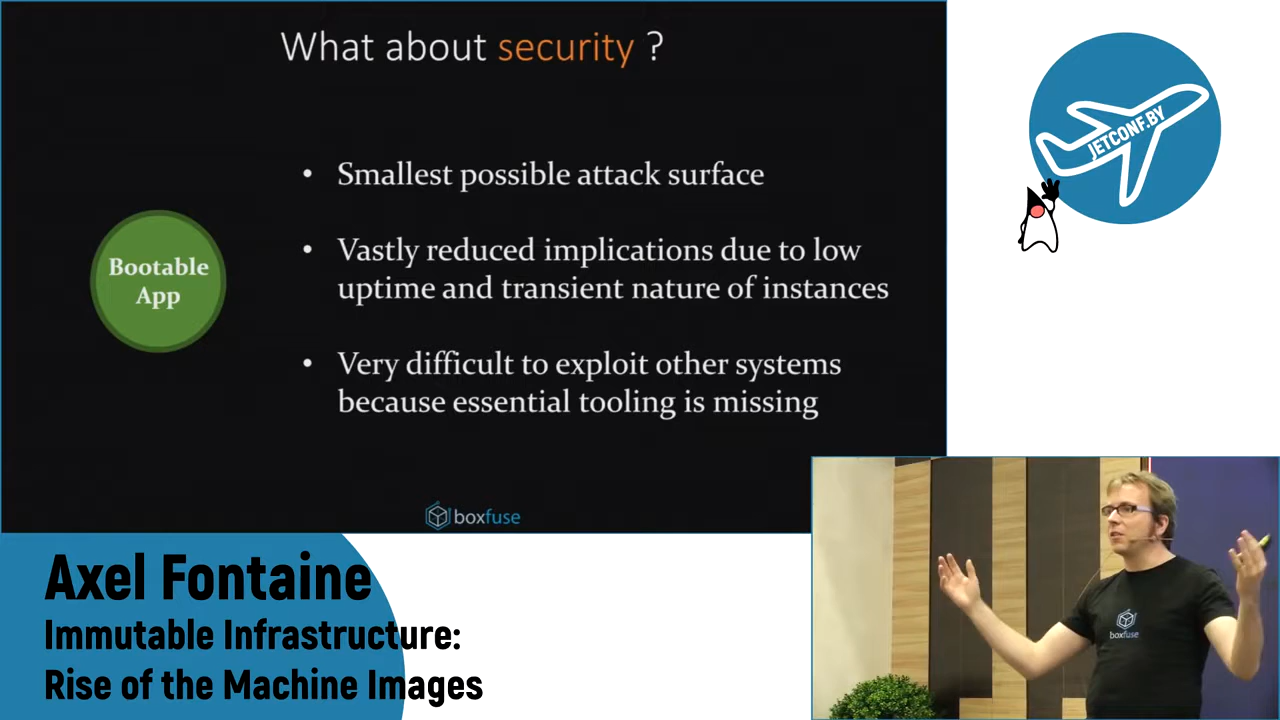 What about security ?
• Smallest possible attack surface
• Vastly reduced implications due to low
uptime and transient nature of instances
• Very difficult to exploit other systems
because essential tooling is missing
Bootable
App
boxfuse
JETCONF.BY
boxfuse
Axel Fontaine
Immutable Infrastructure:
Rise of the Machine Images